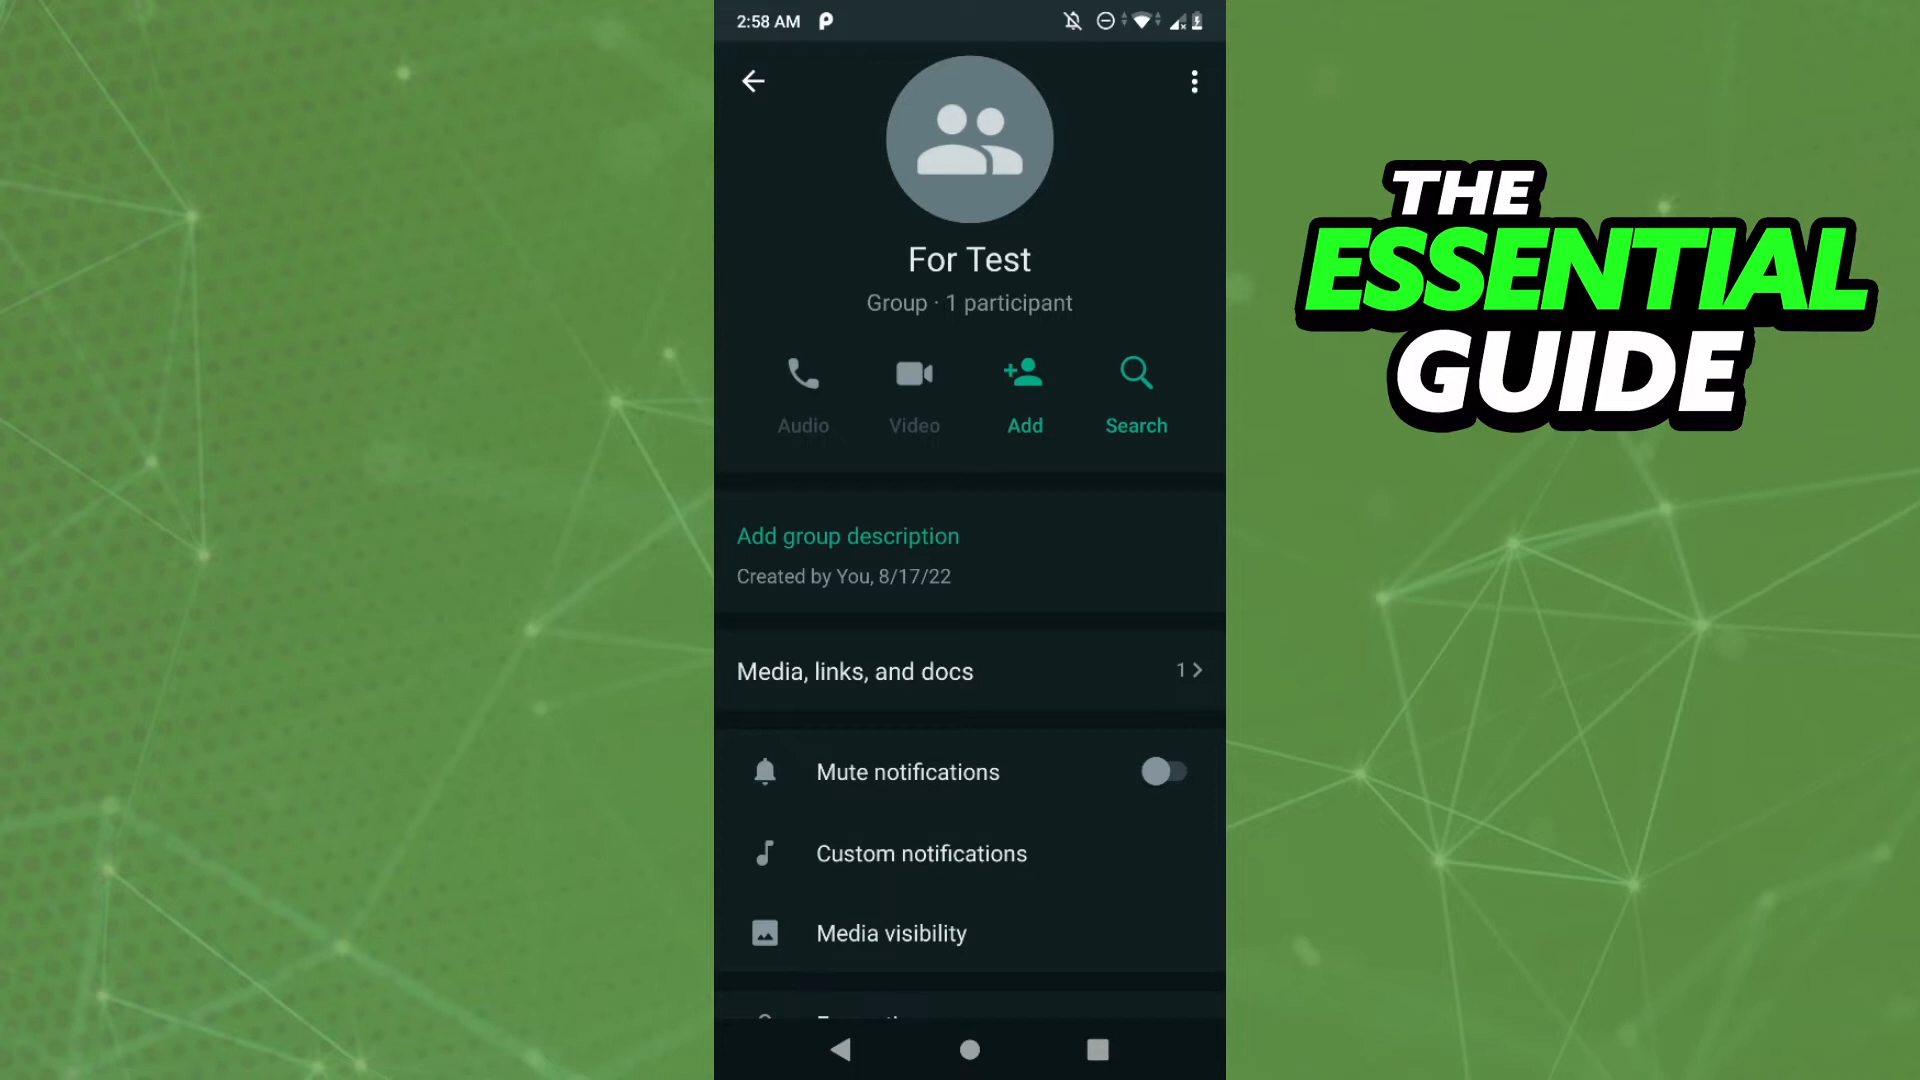 2:58 AM
For Test
Group · 1 participant
Audio
Video
Add
Search
Add group description
Created by You, 8/17/22
Media, links, and docs
1
Mute notifications
Custom notifications
Media visibility
THE
ESSENTIAL
GUIDE